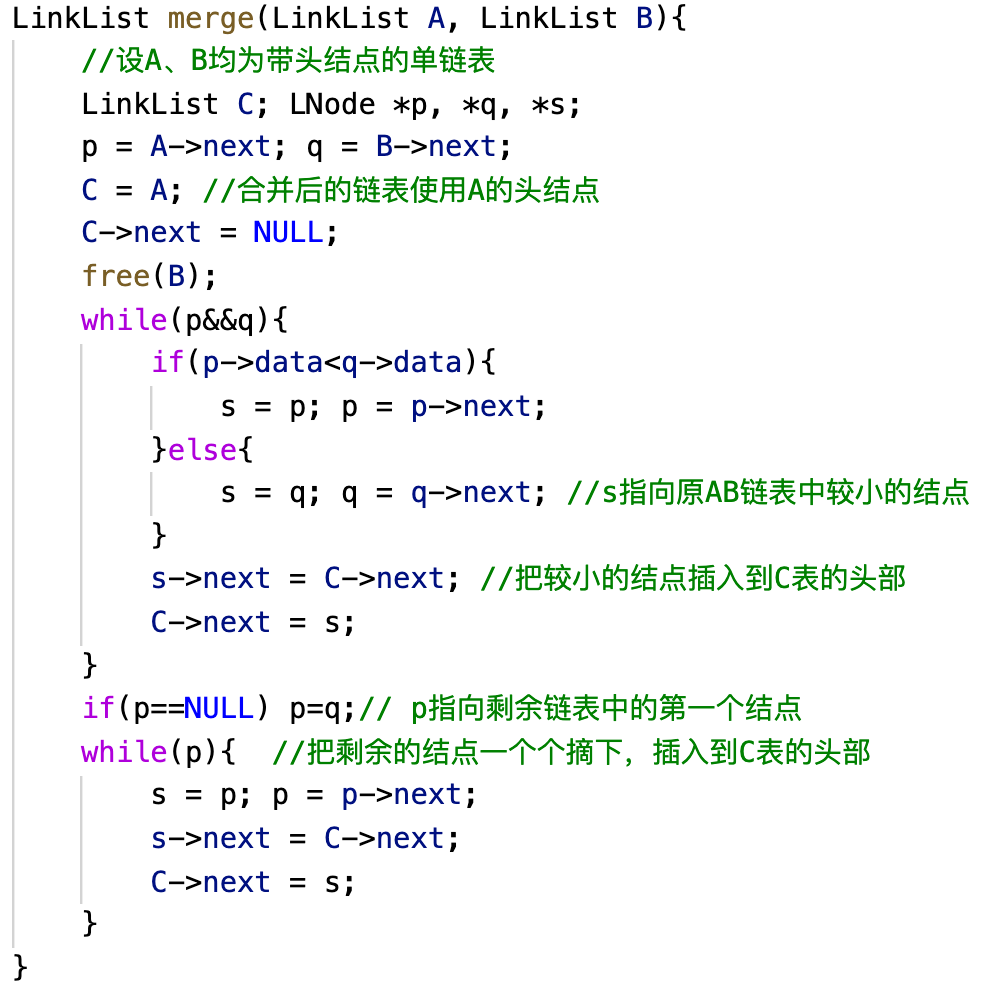 LinkList merge(LinkList A, LinkList B){
    //设A、B均为带头结点的单链表
    LinkList C; LNode *p, *q, *s;
    p = A->next; q = B->next;
    C = A; //合并后的链表使用A的头结点
    C->next = NULL;
    free(B);
    while(p&&q){
        if(p->data<q->data){
            s = p; p = p->next;
        }else{
            s = q; q = q->next; //s指向原AB链表中较小的结点
        }
        s->next = C->next; //把较小的结点插入到C表的头部
        C->next = s;
    }
    if(p==NULL) p=q;// p指向剩余链表中的第一个结点
    while(p){  //把剩余的结点一个个摘下，插入到C表的头部
        s = p; p = p->next;
        s->next = C->next;
        C->next = s;
    }
}